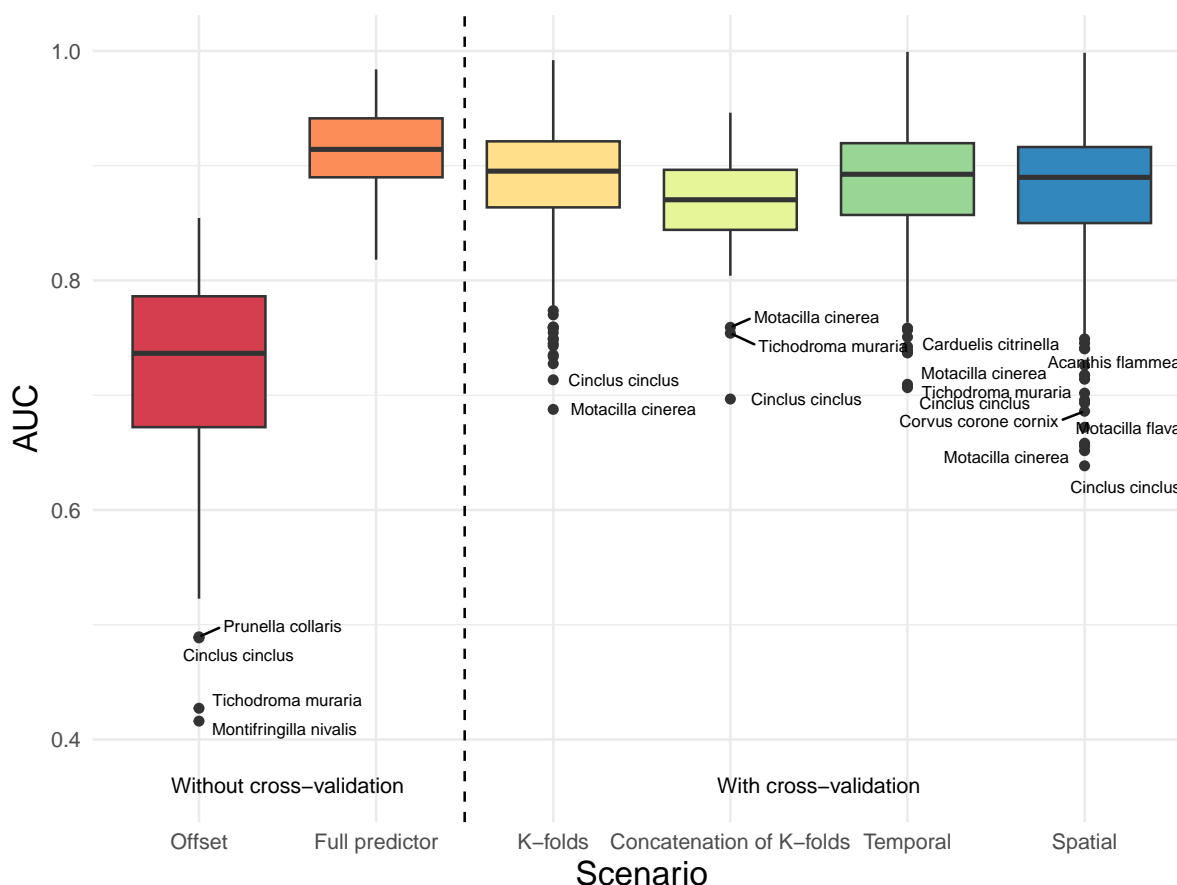 1.0
0.8
0.6
0.4
AUC
Motacilla cinerea
Tichodroma muraria
Carduelis citrinella
Acanthis flammea
Cinclus cinclus
Motacilla cinerea
Motacilla cinerea
Tichodroma muraria
Cinclus cinclus
Cinclus cinclus
Corvus corone cornix
Motacilla flava
Motacilla cinerea
Cinclus cinclus
Prunella collaris
Cinclus cinclus
Tichodroma muraria
Montifringilla nivalis
Without cross−validation
With cross−validation
Offset
Full predictor
K−folds
Concatenation of K−folds
Temporal
Spatial
Scenario